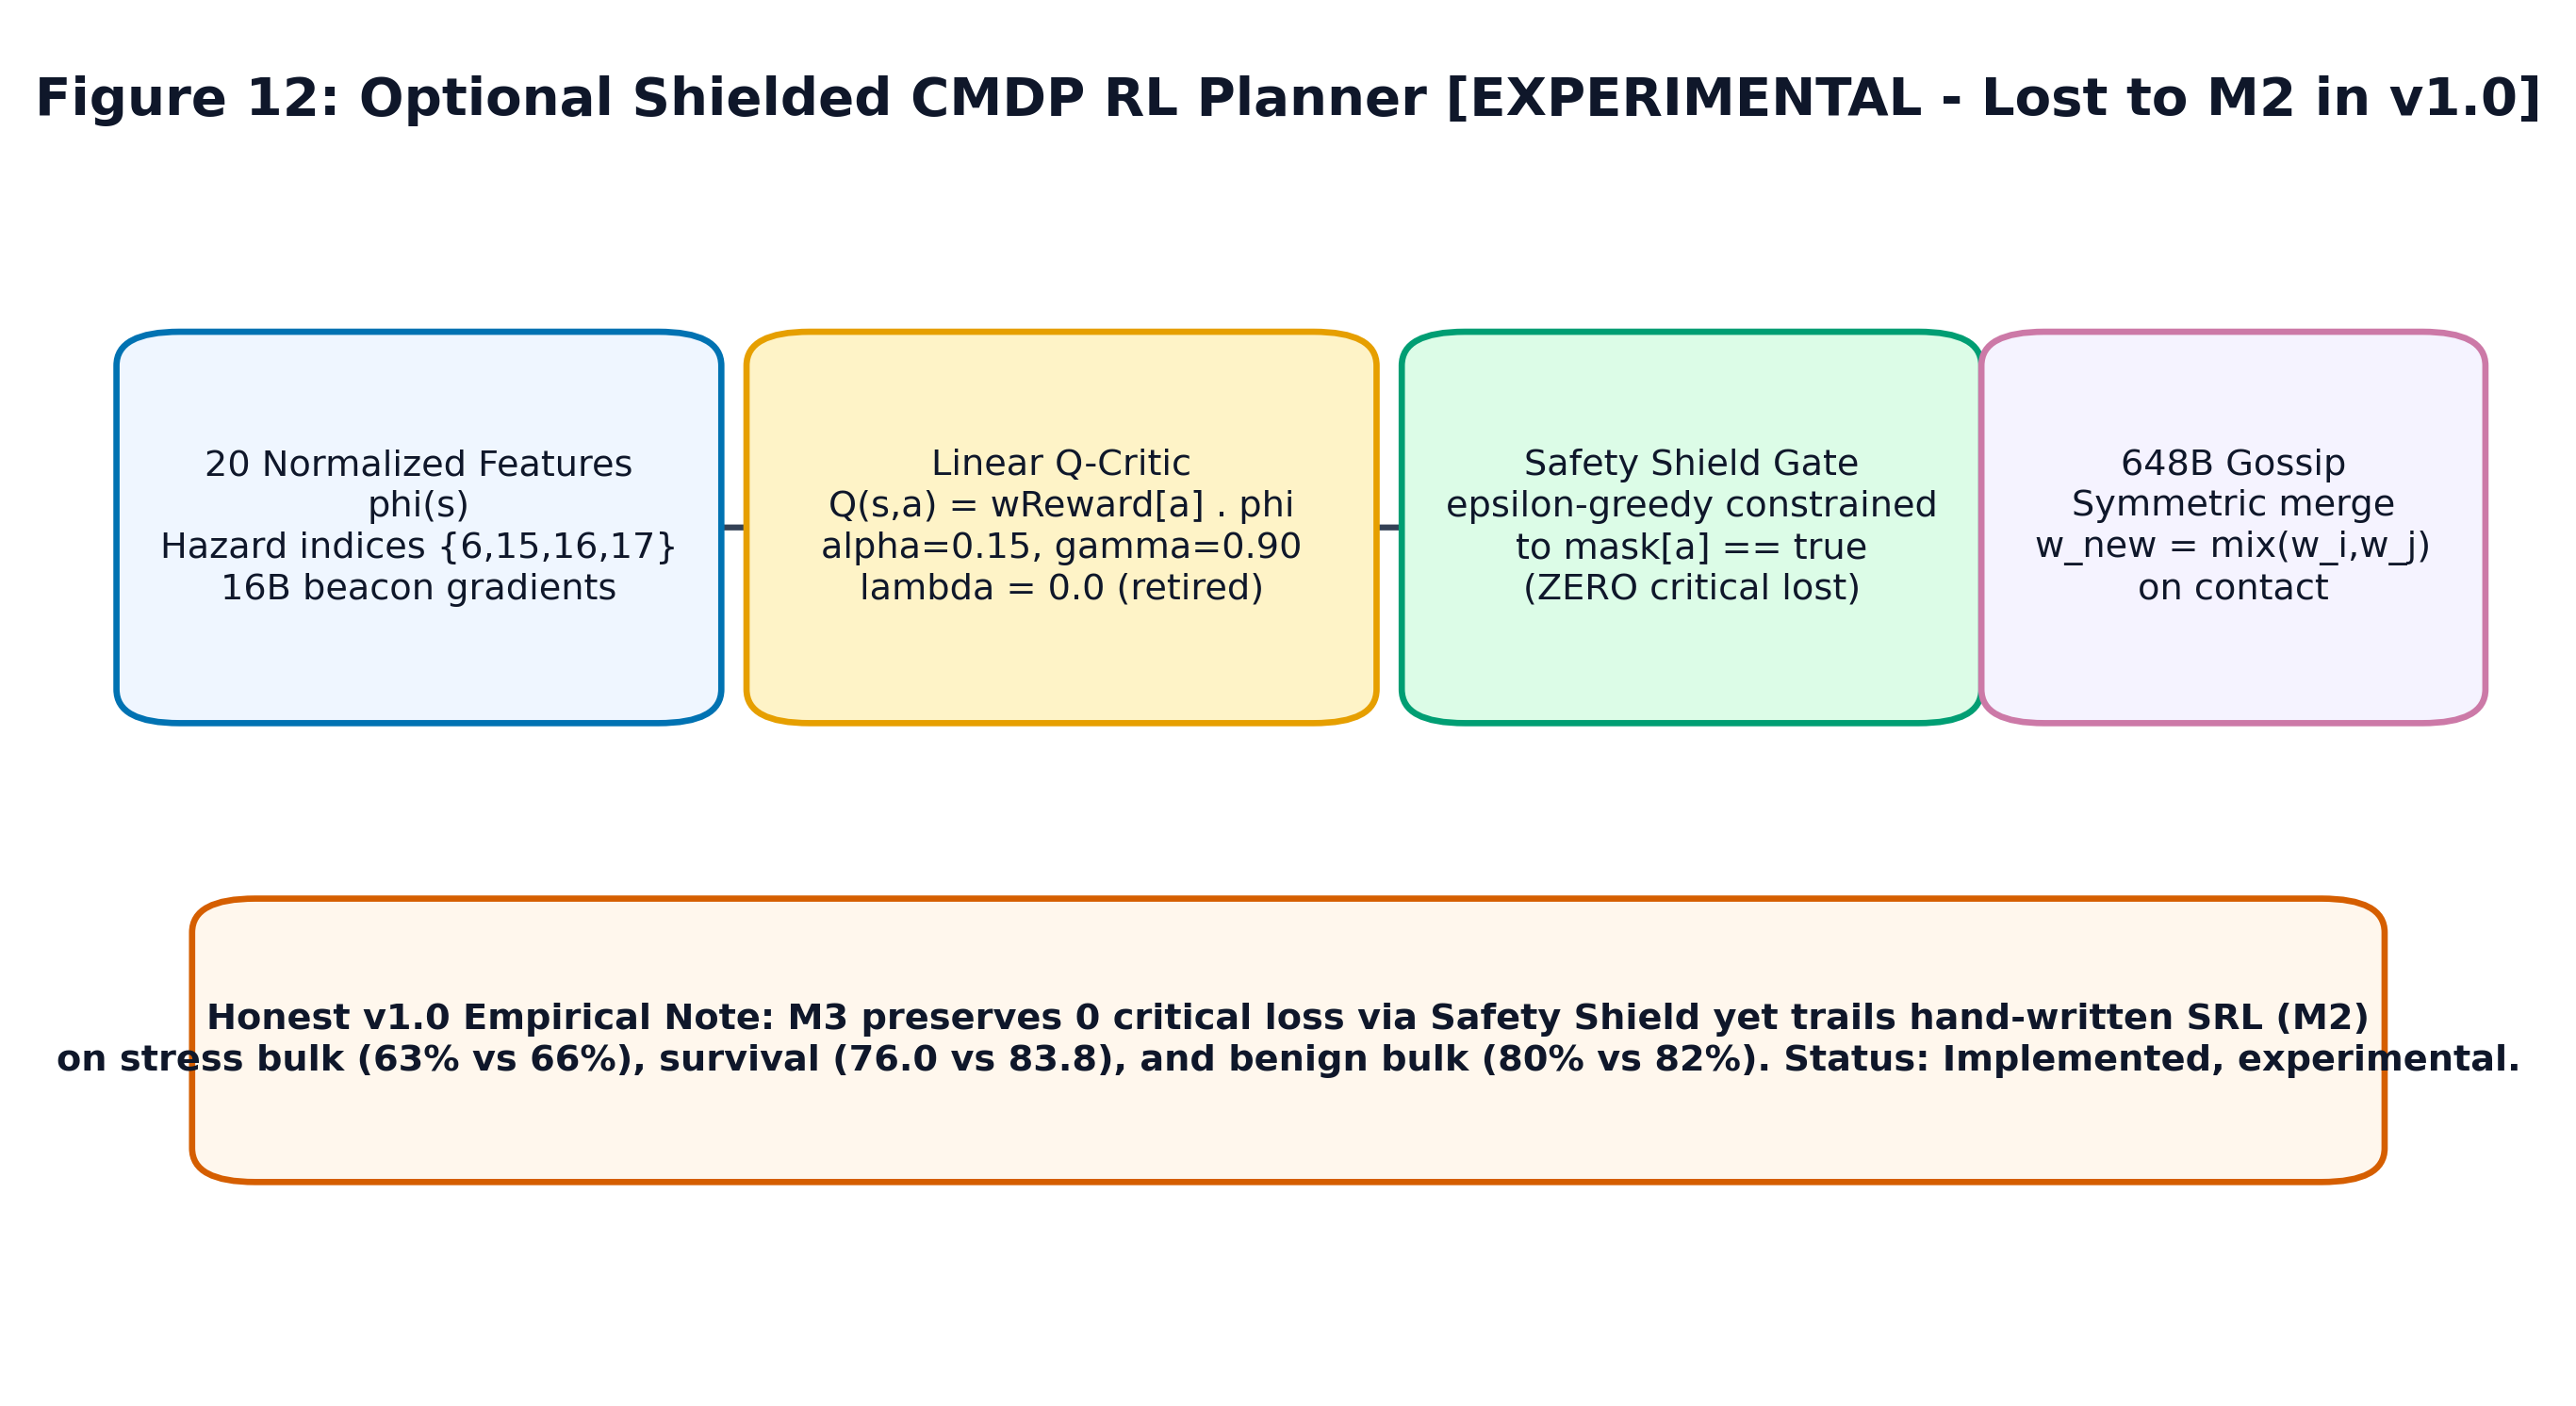 Figure 12: Optional Shielded CMDP RL Planner [EXPERIMENTAL - Lost to M2 in v1.0]
20 Normalized Features
phi(s)
Hazard indices {6,15,16,17}
16B beacon gradients
Linear Q-Critic
Q(s,a) = wReward[a] . phi
alpha=0.15, gamma=0.90
lambda = 0.0 (retired)
Safety Shield Gate
epsilon-greedy constrained
to mask[a] == true
(ZERO critical lost)
648B Gossip
Symmetric merge
w_new = mix(w_i,w_j)
on contact
Honest v1.0 Empirical Note: M3 preserves 0 critical loss via Safety Shield yet trails hand-written SRL (M2)
on stress bulk (63% vs 66%), survival (76.0 vs 83.8), and benign bulk (80% vs 82%). Status: Implemented, experimental.